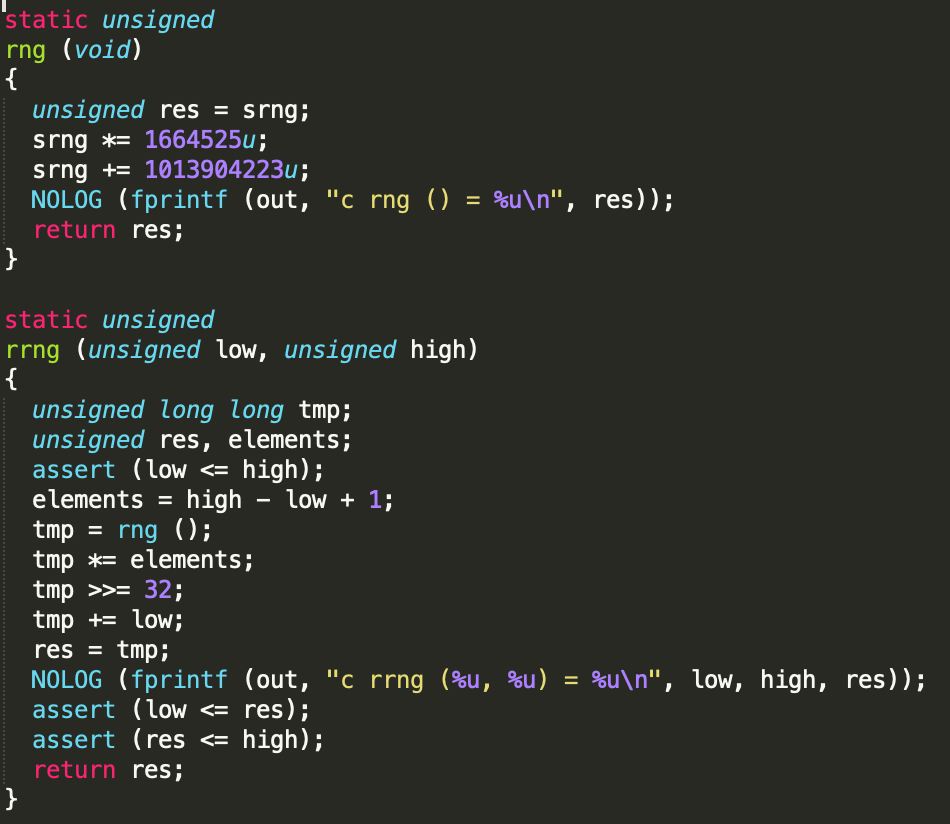 static unsigned
rng (void)
{
  unsigned res = srng;
  srng *= 1664525u;
  srng += 1013904223u;
  NOLOG (fprintf (out, "c rng () = %u\n", res));
  return res;
}

static unsigned
rrng (unsigned low, unsigned high)
{
  unsigned long long tmp;
  unsigned res, elements;
  assert (low <= high);
  elements = high - low + 1;
  tmp = rng ();
  tmp *= elements;
  tmp >>= 32;
  tmp += low;
  res = tmp;
  NOLOG (fprintf (out, "c rrng (%u, %u) = %u\n", low, high, res));
  assert (low <= res);
  assert (res <= high);
  return res;
}